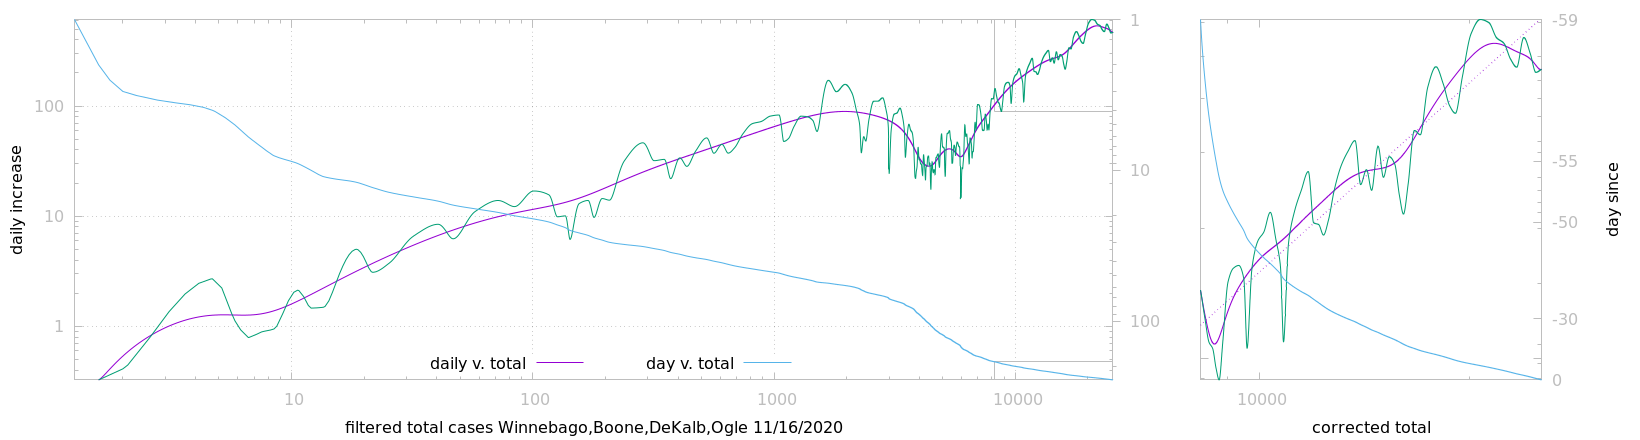 daily increase
100
10
1
1
10
100
10
100
1000
10000
daily v. total
day v. total
filtered total cases Winnebago,Boone,DeKalb,Ogle 11/16/2020
-59
-55
-50
-30
0
day since
10000
corrected total